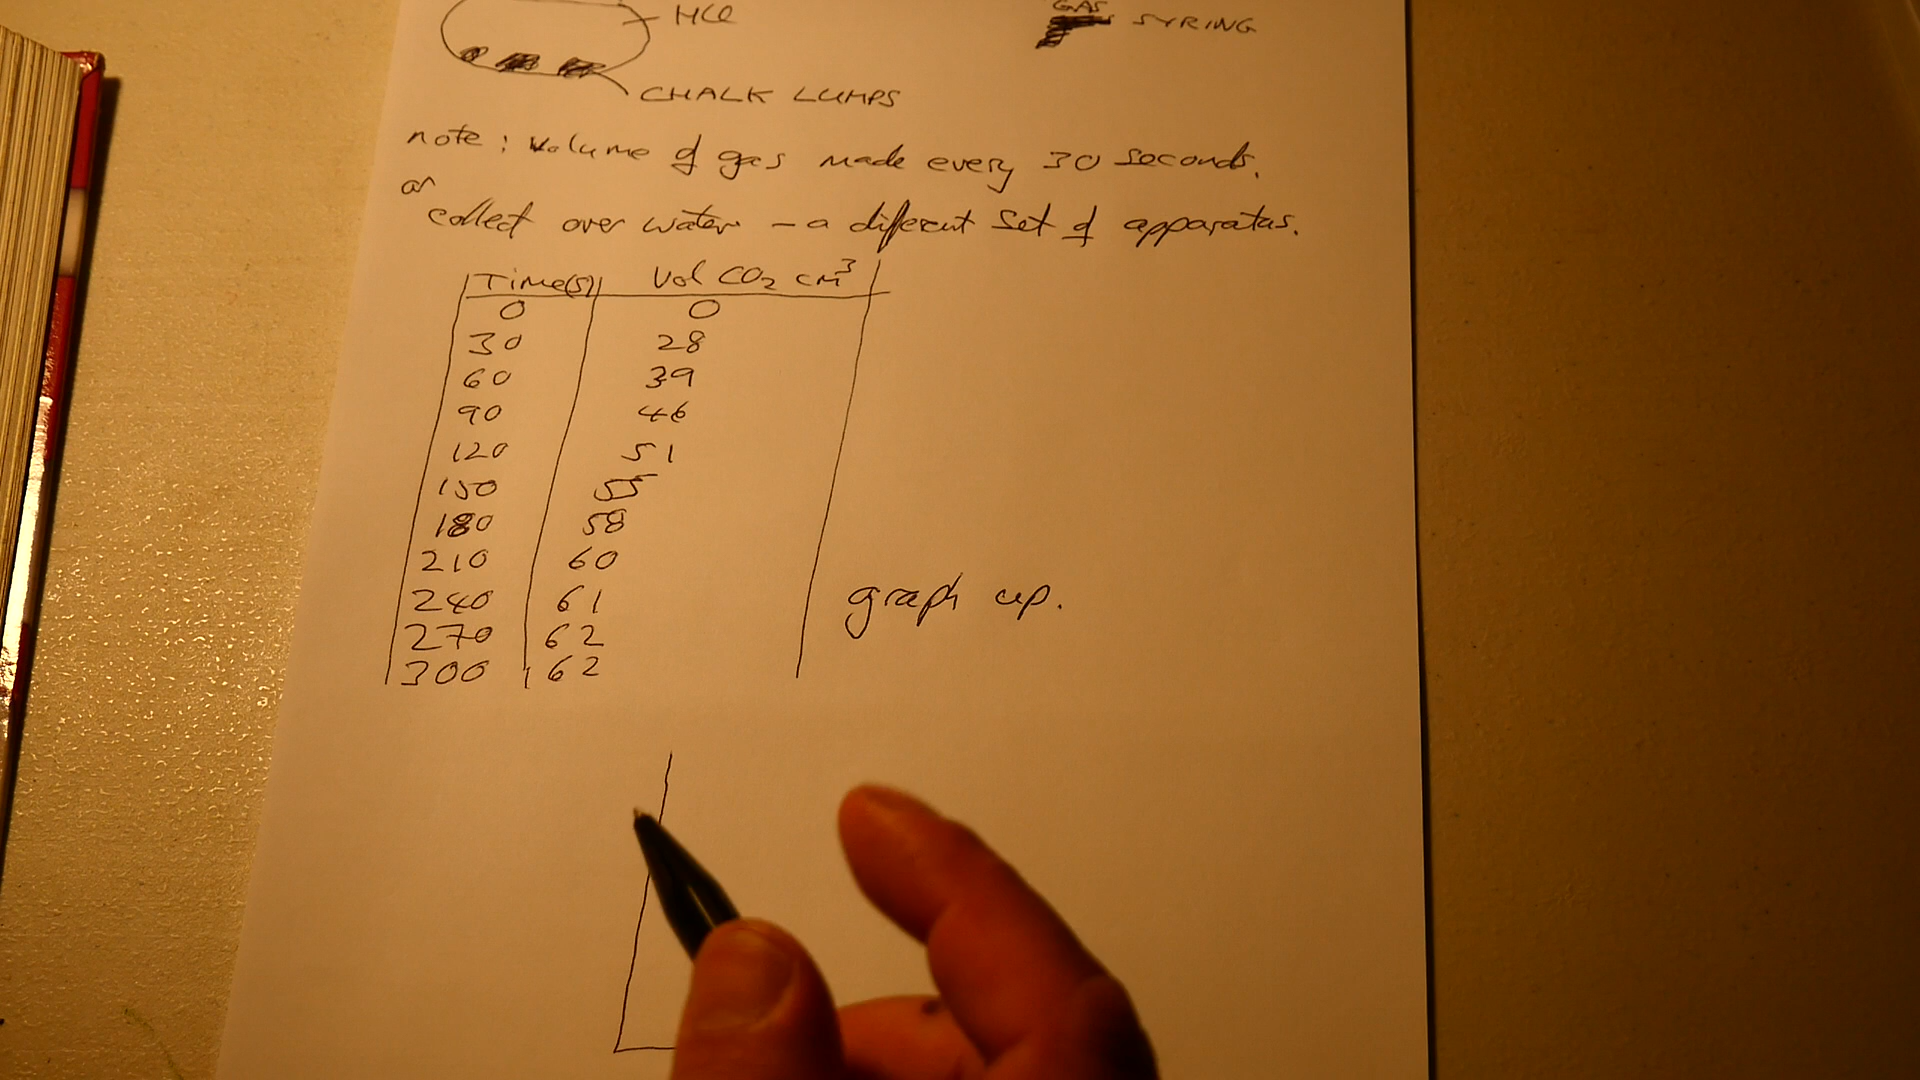 HCl
GAS
SYRING
CHALK LUMPS
note: volume of gas made every 30 seconds.
or
collect over water - a different set of apparatus.
Time(s) Vol CO2 cm3
0 0
30 28
60 39
90 46
120 51
150 55
180 58
210 60
240 61
270 62
300 62
graph up.